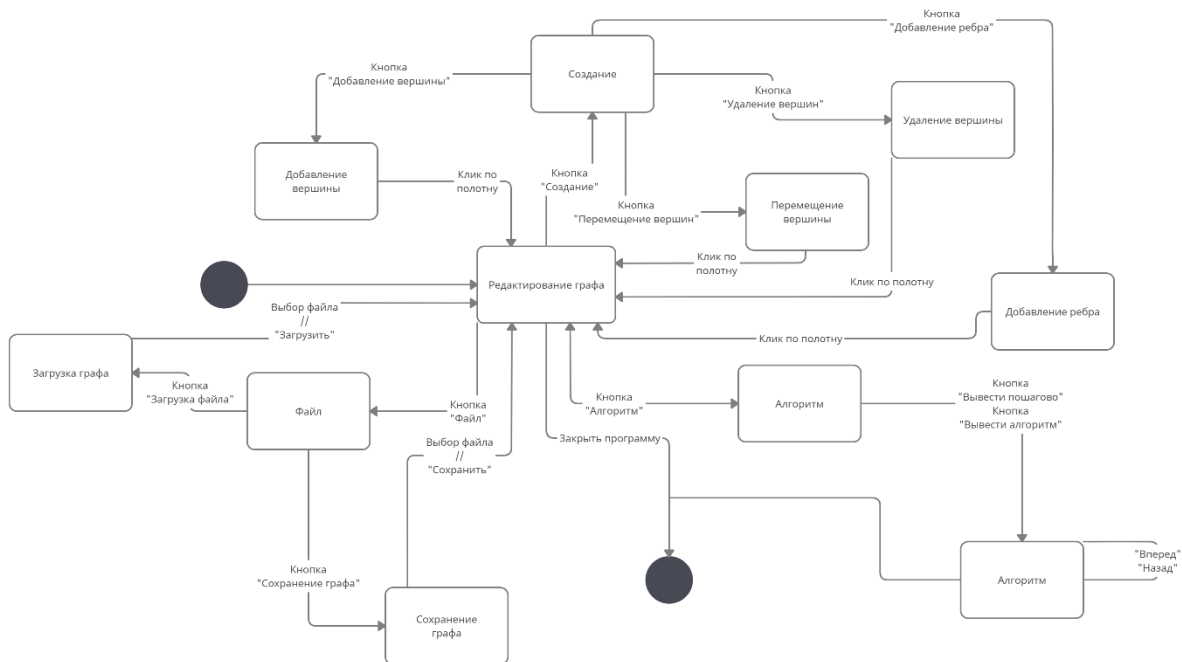 Кнопка
"Добавление ребра"
Создание
Кнопка
"Добавление вершины"
Кнопка
"Удаление вершин"
Удаление вершины
Добавление
вершины
Клик по
полотну
Кнопка
"Создание"
Кнопка
"Перемещение вершин"
Перемещение
вершины
Клик по
полотну
Редактирование графа
Клик по полотну
Добавление ребра
Выбор файла
//
"Загрузить"
Клик по полотну
Загрузка графа
Кнопка
"Загрузка файла"
Файл
Кнопка
"Файл"
Кнопка
"Алгоритм"
Алгоритм
Кнопка
"Вывести пошагово"
Кнопка
"Вывести алгоритм"
Закрыть программу
Выбор файла
//
"Сохранить"
Кнопка
"Сохранение графа"
Сохранение
графа
Алгоритм
"Вперед"
"Назад"